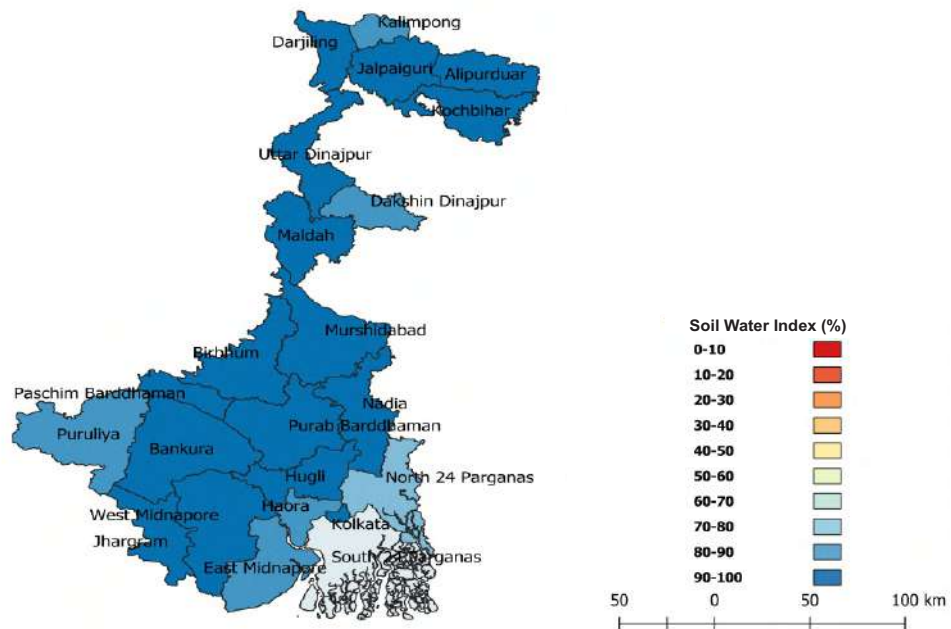 Kalimpong
Darjiling
Jalpaiguri
Alipurduar
Kochbihar
Uttar Dinajpur
Dakshin Dinajpur
Maldah
Murshidabad
Birbhum
Paschim Barddhaman
Nadia
Puruliya
Purab Barddhaman
Bankura
Hugli
North 24 Parganas
Haora
West Midnapore
Kolkata
Jhargram
South 24 Parganas
East Midnapore
Soil Water Index (%)
0-10
10-20
20-30
30-40
40-50
50-60
60-70
70-80
80-90
90-100
50 0 50 100 km